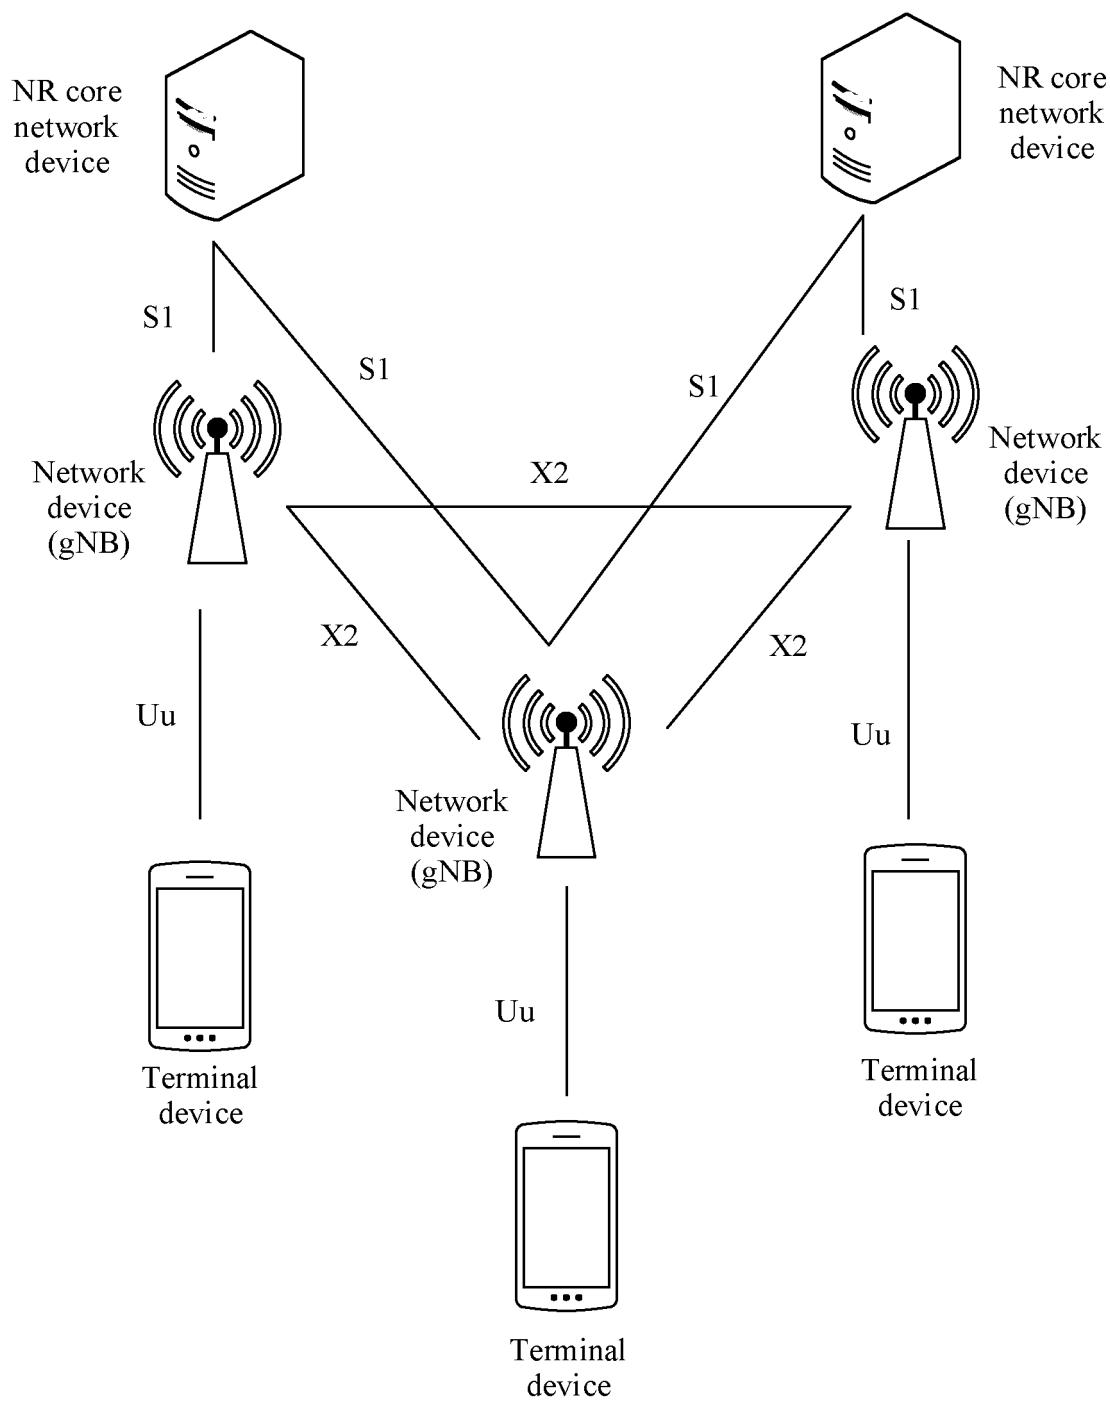 NR core
network
device
NR core
network
device
S1
S1
S1
S1
Network
device
(gNB)
X2
Network
device
(gNB)
X2
X2
Uu
Uu
Network
device
(gNB)
Uu
Terminal
device
Terminal
device
Terminal
device